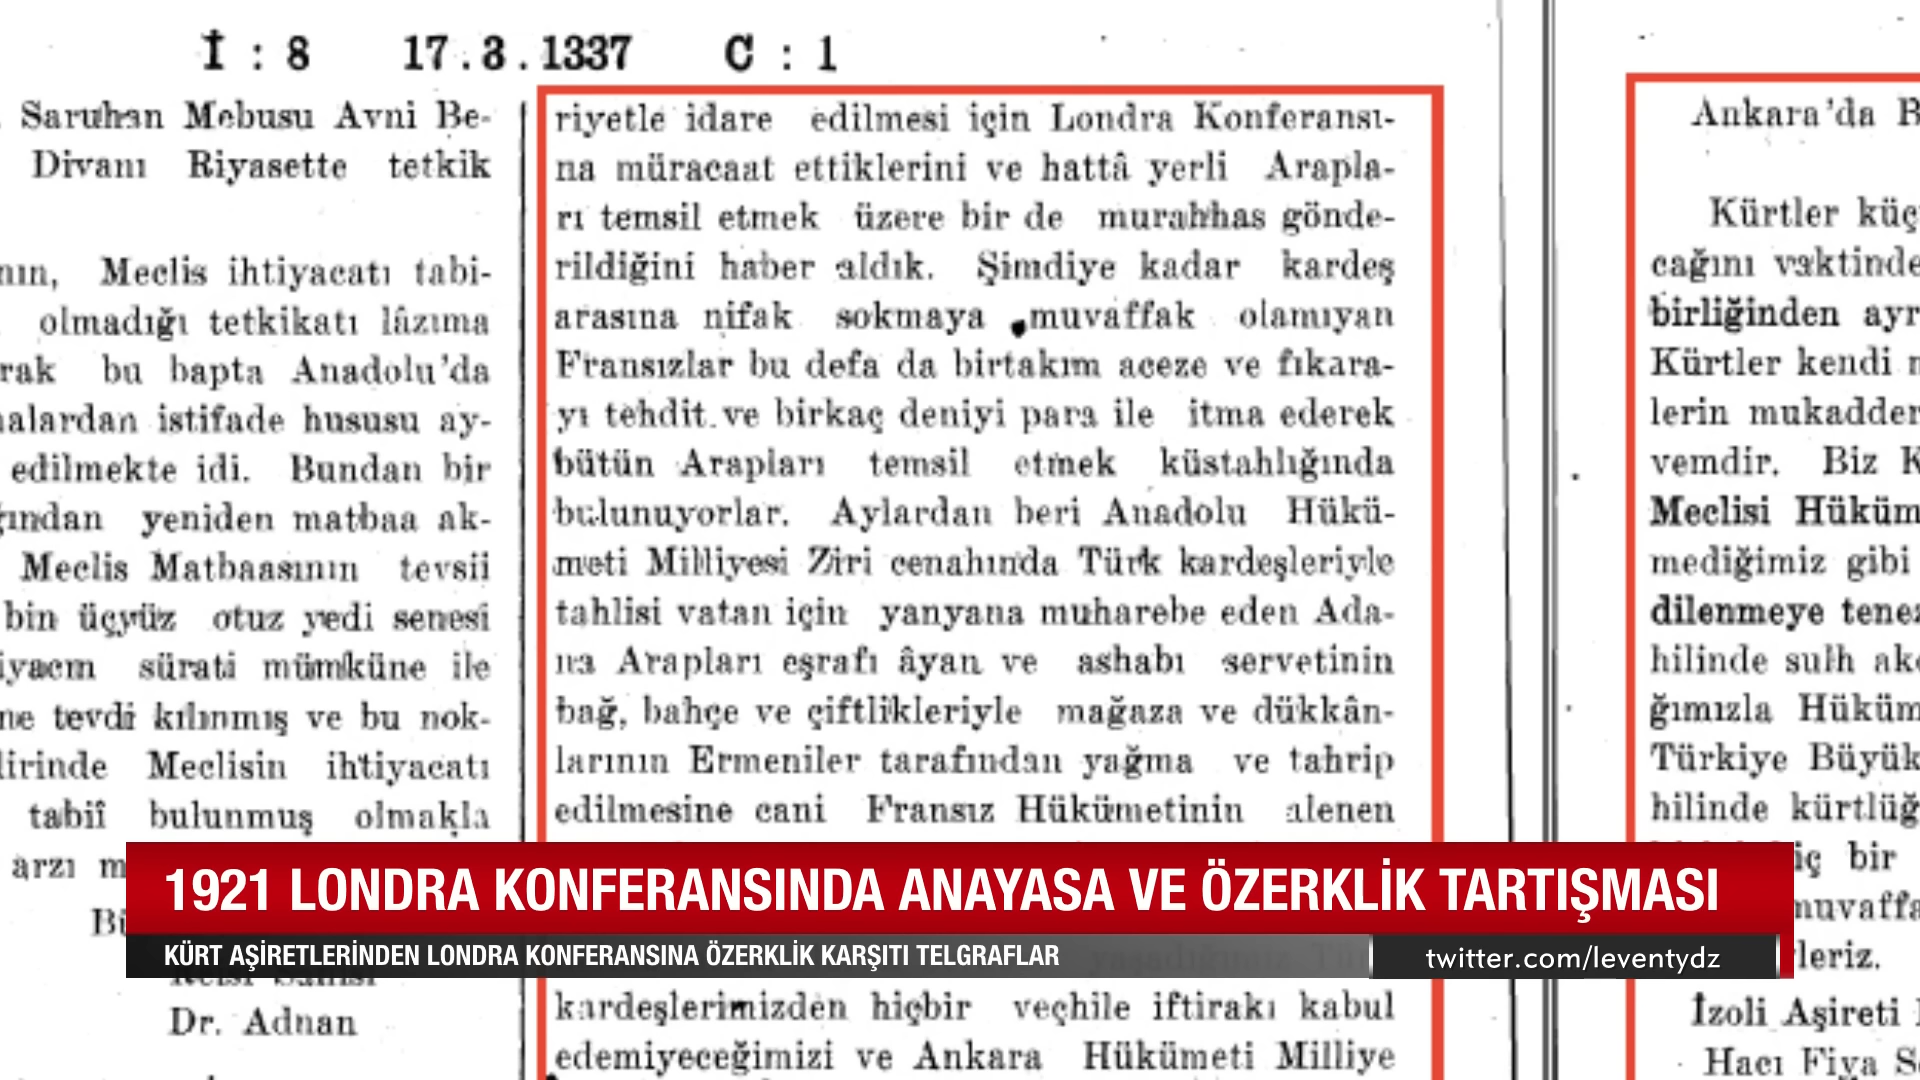 İ : 8 17.3.1337 C : 1
Saruhan Mebusu Avni Be-
Divanı Riyasette tetkik
Meclis ihtiyacatı tabi-
olmadığı tetkikatı lâzıma
bu bapta Anadolu'da
istifade hususu ay-
edilmekte idi. Bundan bir
yeniden matbaa ak-
Meclis Matbaasının tevsii
bin üçyüz otuz yedi senesi
sürati mümküne ile
tevdi kılınmış ve bu nok-
Meclisin ihtiyacatı
tabiî bulunmuş olmakla
arzı
Reisi Sanisi
Dr. Adnan
riyetle idare edilmesi için Londra Konferansı-
na müracaat ettiklerini ve hattâ yerli Arapla-
rı temsil etmek üzere bir de murahhas gönde-
rildiğini haber aldık. Şimdiye kadar kardeş
arasına nifak sokmaya muvaffak olamıyan
Fransızlar bu defa da birtakım aceze ve fıkara-
yı tehdit ve birkaç deniyi para ile itma ederek
bütün Arapları temsil etmek küstahlığında
bulunuyorlar. Aylardan beri Anadolu Hükü-
meti Milliyesi Ziri cenahında Türk kardeşleriyle
tahlisi vatan için yanyana muharebe eden Ada-
na Arapları eşrafı âyan ve ashabı servetinin
bağ, bahçe ve çiftlikleriyle mağaza ve dükkân-
larının Ermeniler tarafından yağma ve tahrip
edilmesine cani Fransız Hükümetinin alenen
yaşadığımız
kardeşlerimizden hiçbir veçhile iftirakı kabul
edemiyeceğimizi ve Ankara Hükümeti Milliye
Ankara'da B
Kürtler küç
cağını vaktinde
birliğinden ayr
Kürtler kendi
lerin mukadder
vemdir. Biz K
Meclisi Hüküm
mediğimiz gibi
dilenmeye tenez
hilinde sulh ak
ğımızla Hüküm
Türkiye Büyük
hilinde kürtlüğ
bir
muvaffa
leriz.
İzoli Aşireti
Hacı Fiya S
1921 LONDRA KONFERANSINDA ANAYASA VE ÖZERKLİK TARTIŞMASI
KÜRT AŞİRETLERİNDEN LONDRA KONFERANSINA ÖZERKLİK KARŞITI TELGRAFLAR
twitter.com/leventydz